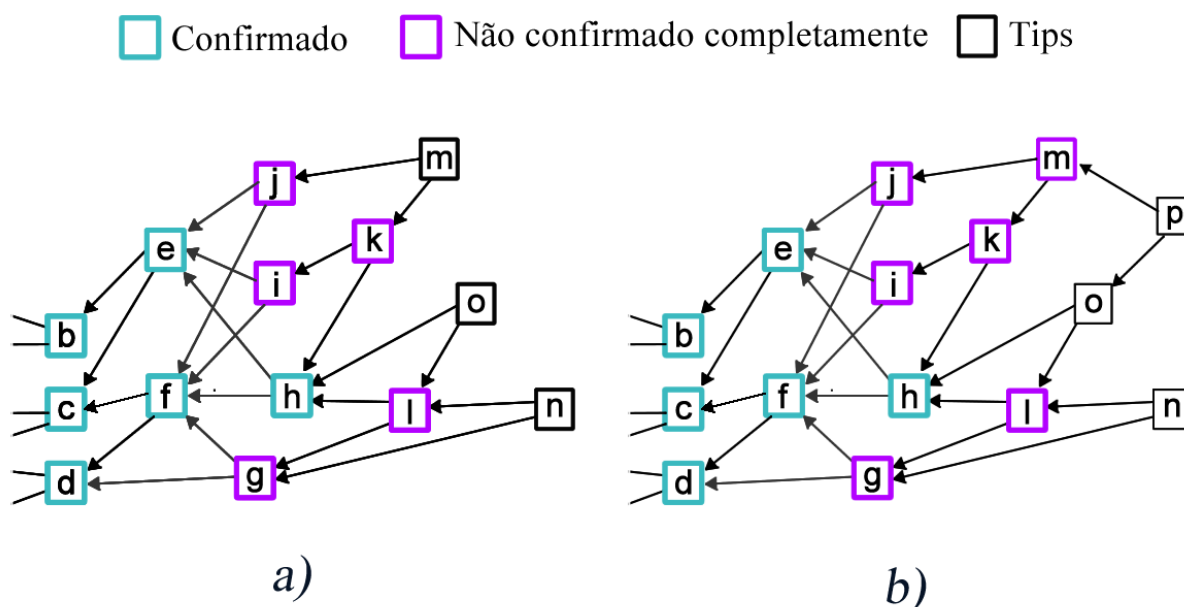 Confirmado
Não confirmado completamente
Tips
m
j
k
e
i
o
b
f
h
c
l
n
g
d
a)
m
j
p
k
e
i
o
b
f
h
c
l
n
g
d
b)